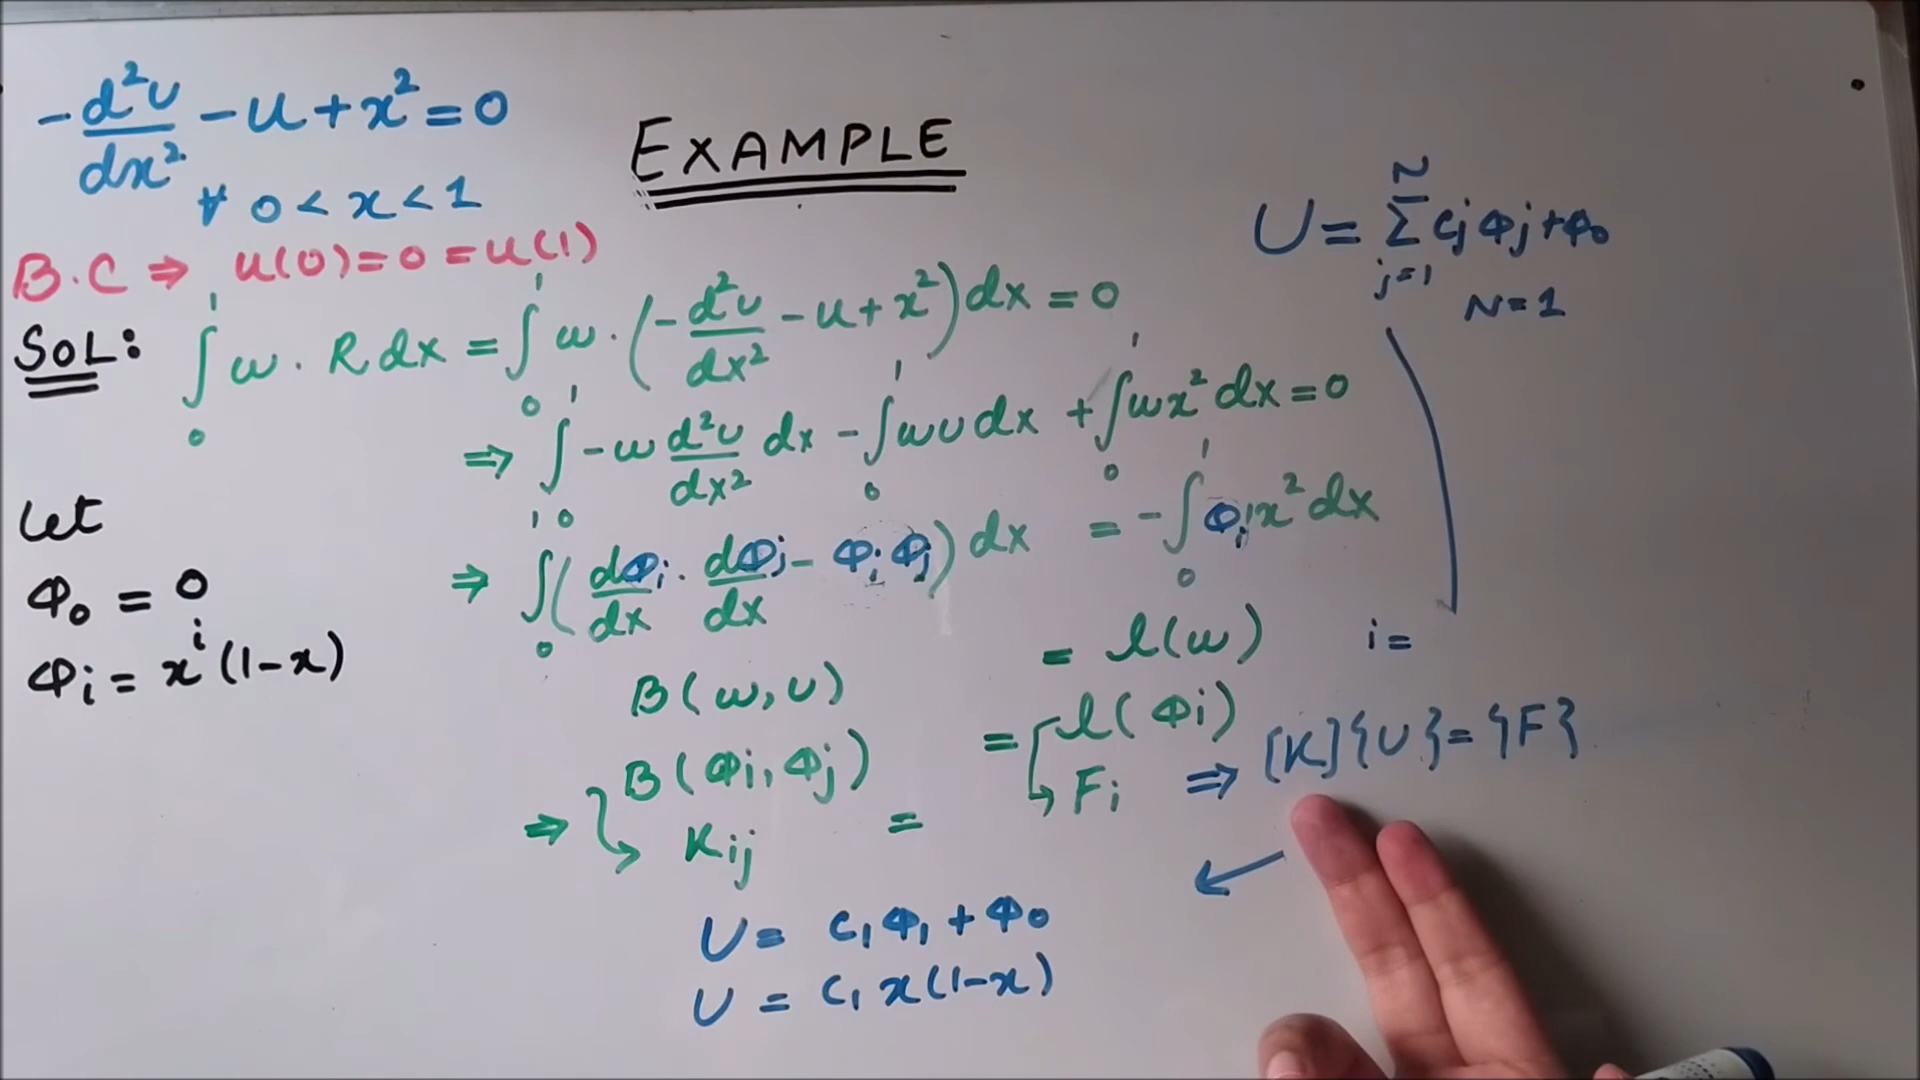 -d²u/dx² - u + x² = 0
∀ 0 < x < 1
EXAMPLE
B.C ⇒ u(0) = 0 = u(1)
U = Σ_{j=1}^{N} cj φj + φ0
N = 1
SOL: ∫_0^1 w · R dx = ∫_0^1 w · (-d²u/dx² - u + x²) dx = 0
⇒ ∫_0^1 -w d²u/dx² dx - ∫_0^1 wu dx + ∫_0^1 wx² dx = 0
⇒ ∫_0^1 (dφi/dx · dφj/dx - φi φj) dx = -∫_0^1 φi x² dx
Let
φ0 = 0
φi = x^i (1-x)
B(w, u) = l(w)
i =
B(φi, φj) = l(φi)
⇒ Kij = Fi ⇒ [K]{U} = {F}
U = c1 φ1 + φ0
U = c1 x(1-x)